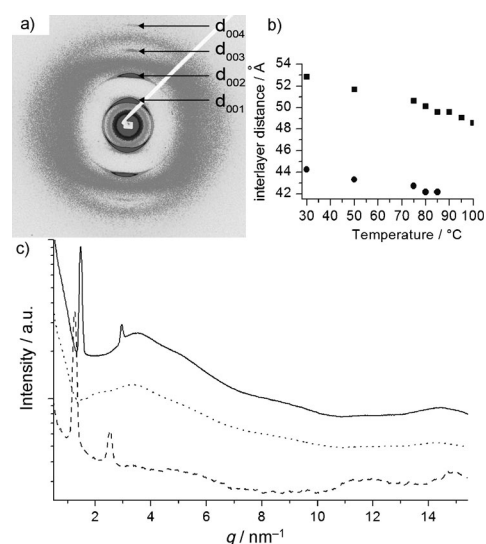 a)
d004
d003
d002
d001
b)
interlayer distance / Å
54
52
50
48
46
44
42
30 40 50 60 70 80 90 100
Temperature / °C
c)
Intensity / a.u.
2 4 6 8 10 12 14
q / nm⁻¹